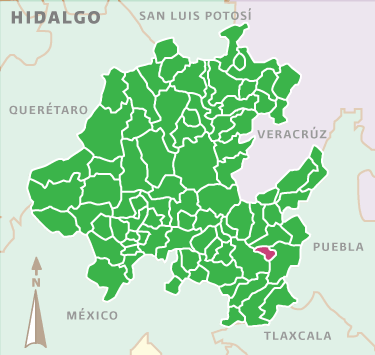 HIDALGO
SAN LUIS POTOSÍ
QUERÉTARO
VERACRÚZ
PUEBLA
N
MÉXICO
TLAXCALA